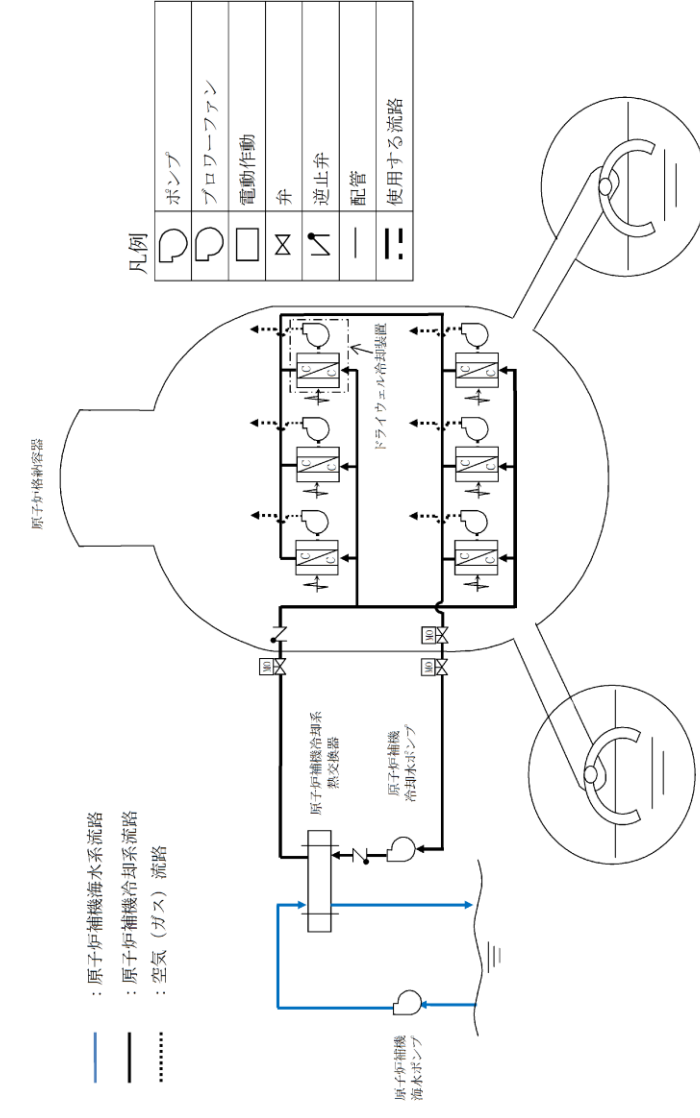 原子炉格納容器
凡例
ポンプ
ブロワーファン
電動作動
弁
逆止弁
配管
使用する流路
ドライウェル冷却装置
C
C
C
C
C
C
C
C
C
C
C
C
MO
MO
MO
原子炉補機冷却系
熱交換器
原子炉補機
冷却水ポンプ
原子炉補機
海水ポンプ
：原子炉補機海水系流路
：原子炉補機冷却系流路
：空気（ガス）流路